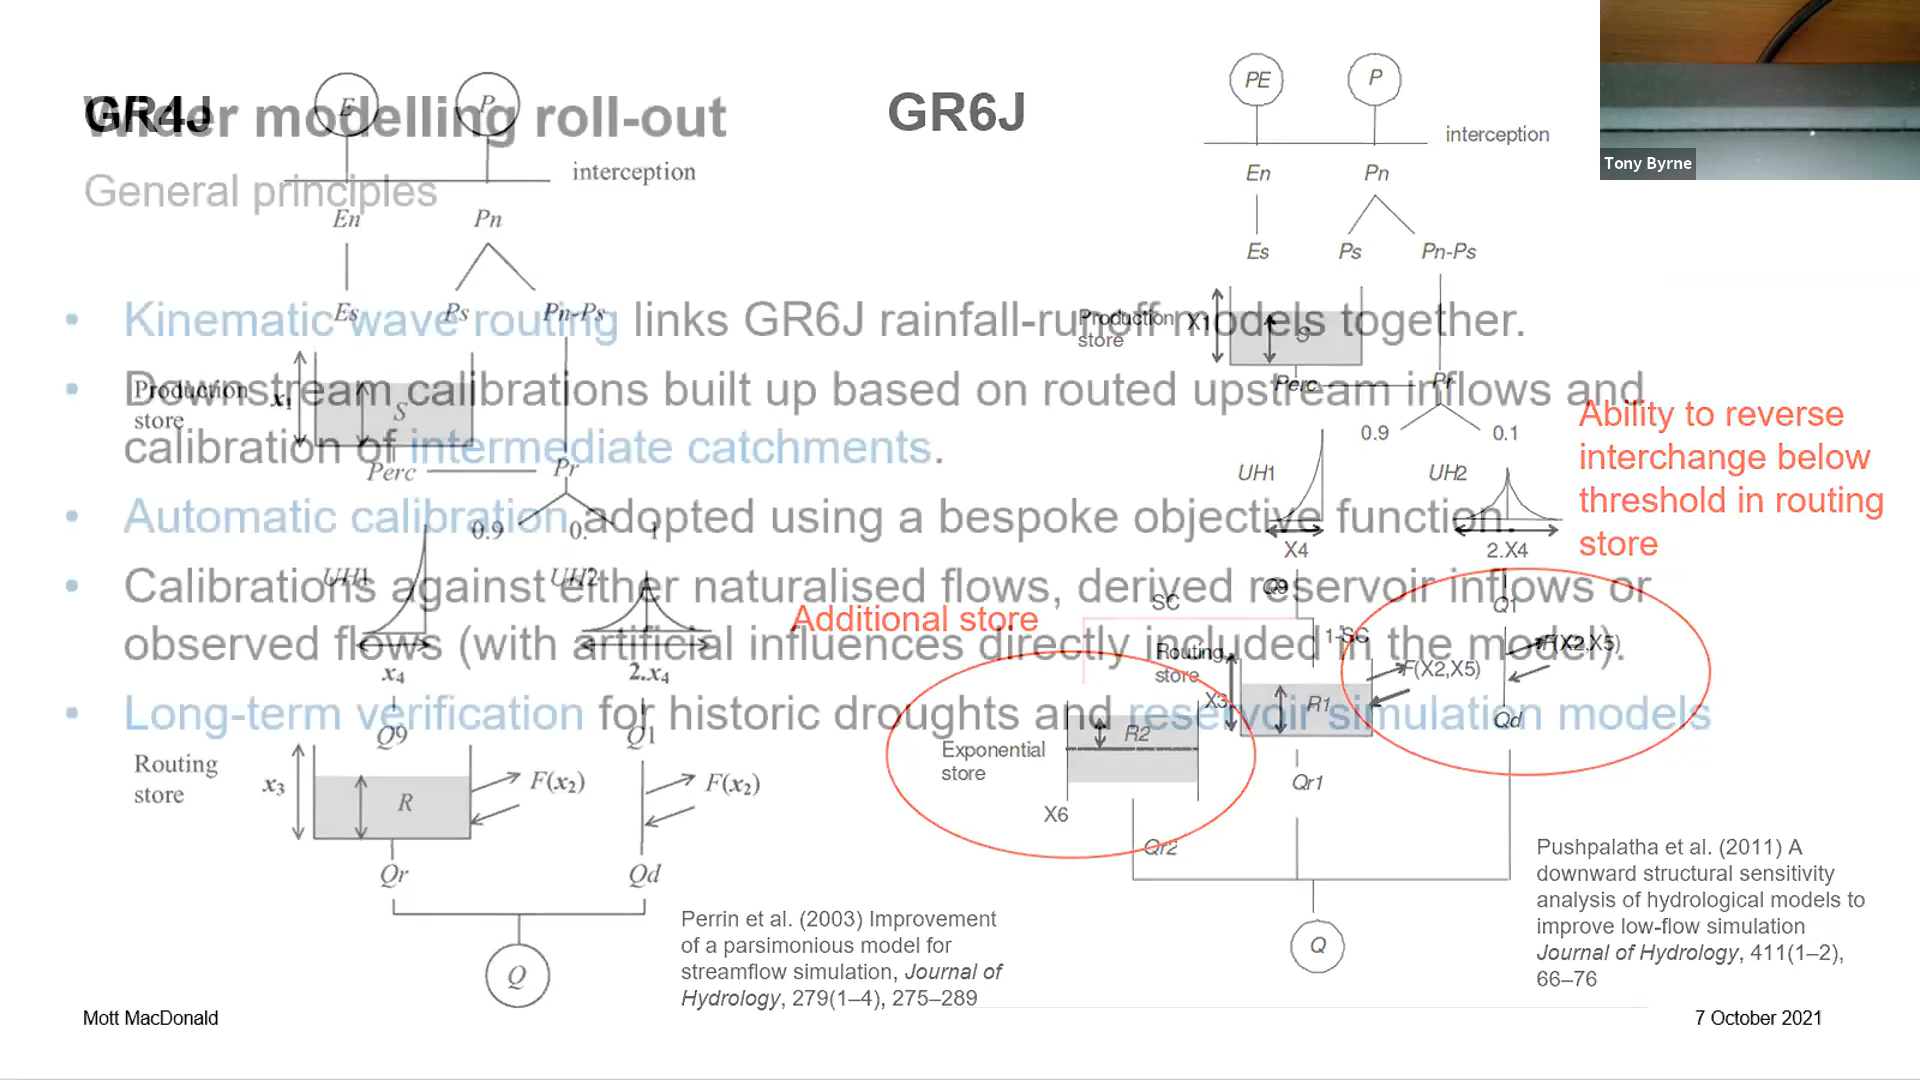 Wider modelling roll-out
General principles
• Kinematic wave routing links GR6J rainfall-runoff models together.
• Downstream calibrations built up based on routed upstream inflows and
calibration of intermediate catchments.
• Automatic calibration adopted using a bespoke objective function.
• Calibrations against either naturalised flows, derived reservoir inflows or
observed flows (with artificial influences directly included in the model).
• Long-term verification for historic droughts and reservoir simulation models
GR4J
E P
interception
En Pn
Es Ps Pn-Ps
Production
store
x1 S
Perc Pr
0.9 0.1
UH1 UH2
x4 2.x4
Q9 Q1
Routing
store
x3 R F(x2) F(x2)
Qr Qd
Q
Perrin et al. (2003) Improvement
of a parsimonious model for
streamflow simulation, Journal of
Hydrology, 279(1–4), 275–289
GR6J
PE P
interception
En Pn
Es Ps Pn-Ps
Production
store
X1 S
Perc Pr
0.9 0.1
UH1 UH2
X4 2.X4
Q9 Q1
SC 1-SC
Routing
store
X3 R1 F(X2,X5) F(X2,X5)
Additional store
Exponential
store
R2
X6
Qr2 Qr1 Qd
Q
Ability to reverse
interchange below
threshold in routing
store
Pushpalatha et al. (2011) A
downward structural sensitivity
analysis of hydrological models to
improve low-flow simulation
Journal of Hydrology, 411(1–2),
66–76
Tony Byrne
Mott MacDonald
7 October 2021